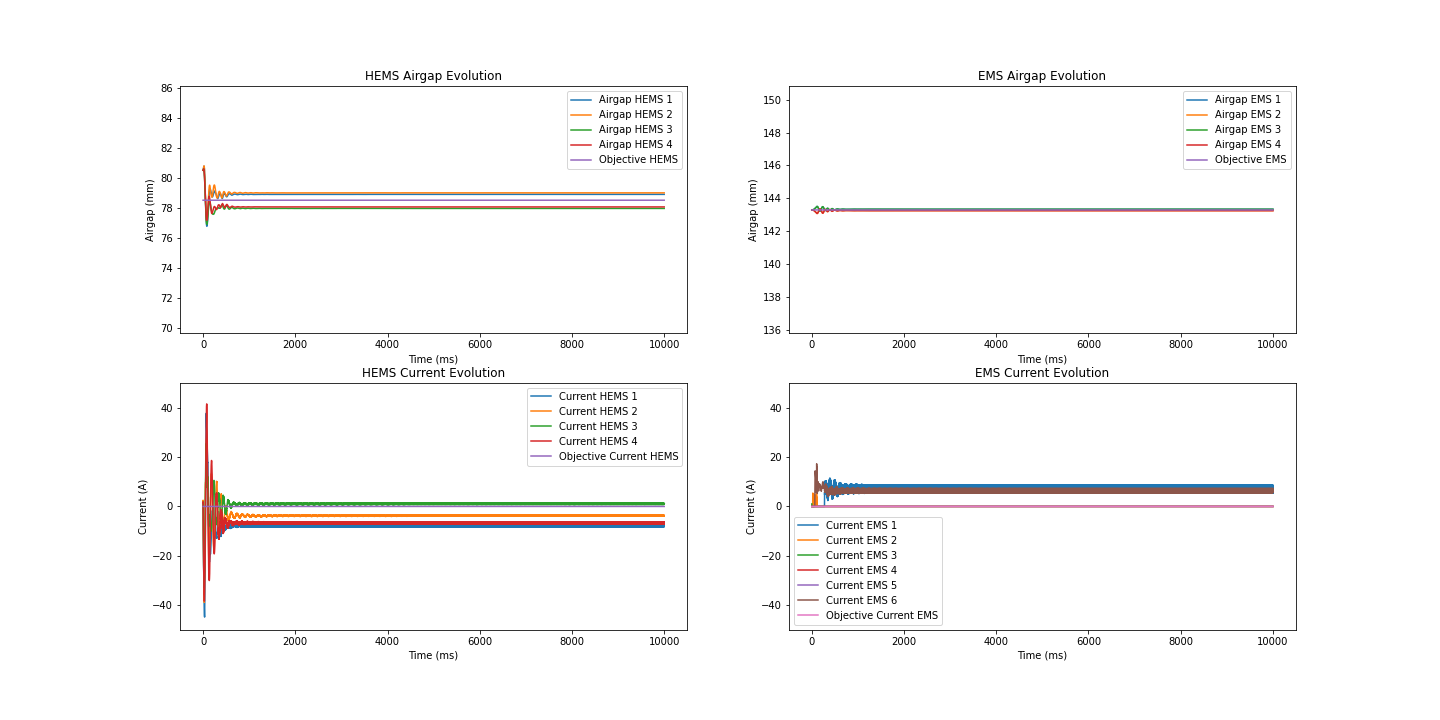 HEMS Airgap Evolution
86
84
82
80
78
76
74
72
70
Airgap (mm)
0 2000 4000 6000 8000 10000
Time (ms)
Airgap HEMS 1
Airgap HEMS 2
Airgap HEMS 3
Airgap HEMS 4
Objective HEMS
EMS Airgap Evolution
150
148
146
144
142
140
138
136
Airgap (mm)
0 2000 4000 6000 8000 10000
Time (ms)
Airgap EMS 1
Airgap EMS 2
Airgap EMS 3
Airgap EMS 4
Objective EMS
HEMS Current Evolution
40
20
0
−20
−40
Current (A)
0 2000 4000 6000 8000 10000
Time (ms)
Current HEMS 1
Current HEMS 2
Current HEMS 3
Current HEMS 4
Objective Current HEMS
EMS Current Evolution
40
20
0
−20
−40
Current (A)
0 2000 4000 6000 8000 10000
Time (ms)
Current EMS 1
Current EMS 2
Current EMS 3
Current EMS 4
Current EMS 5
Current EMS 6
Objective Current EMS